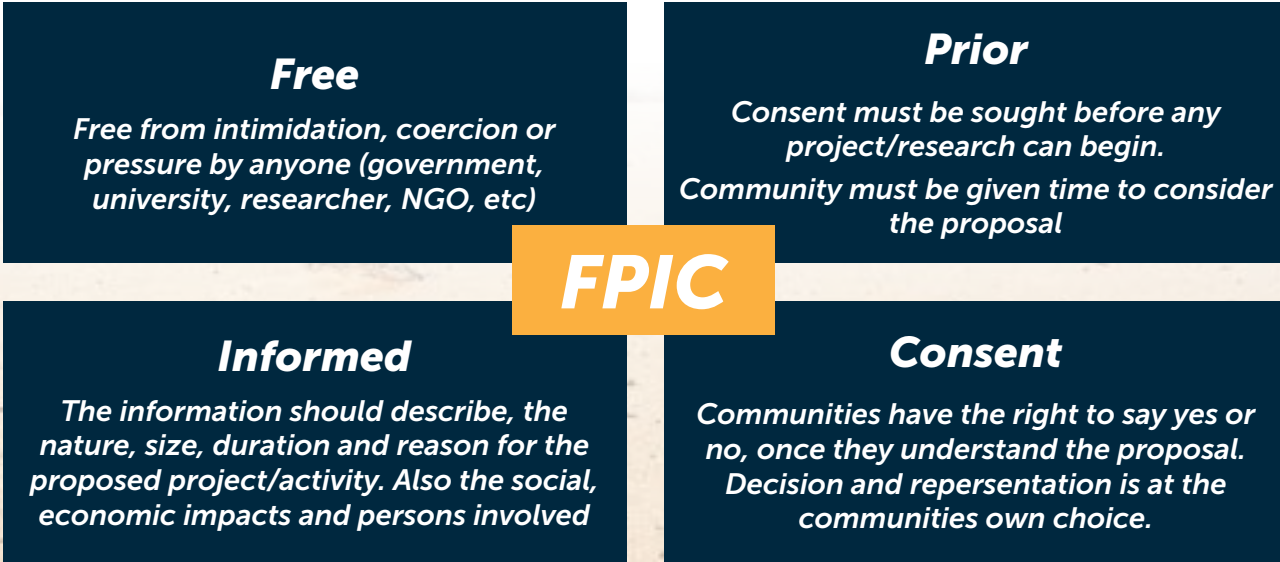 Free
Free from intimidation, coercion or
pressure by anyone (government,
university, researcher, NGO, etc)
Prior
Consent must be sought before any
project/research can begin.
Community must be given time to consider
the proposal
FPIC
Informed
The information should describe, the
nature, size, duration and reason for the
proposed project/activity. Also the social,
economic impacts and persons involved
Consent
Communities have the right to say yes or
no, once they understand the proposal.
Decision and repersentation is at the
communities own choice.